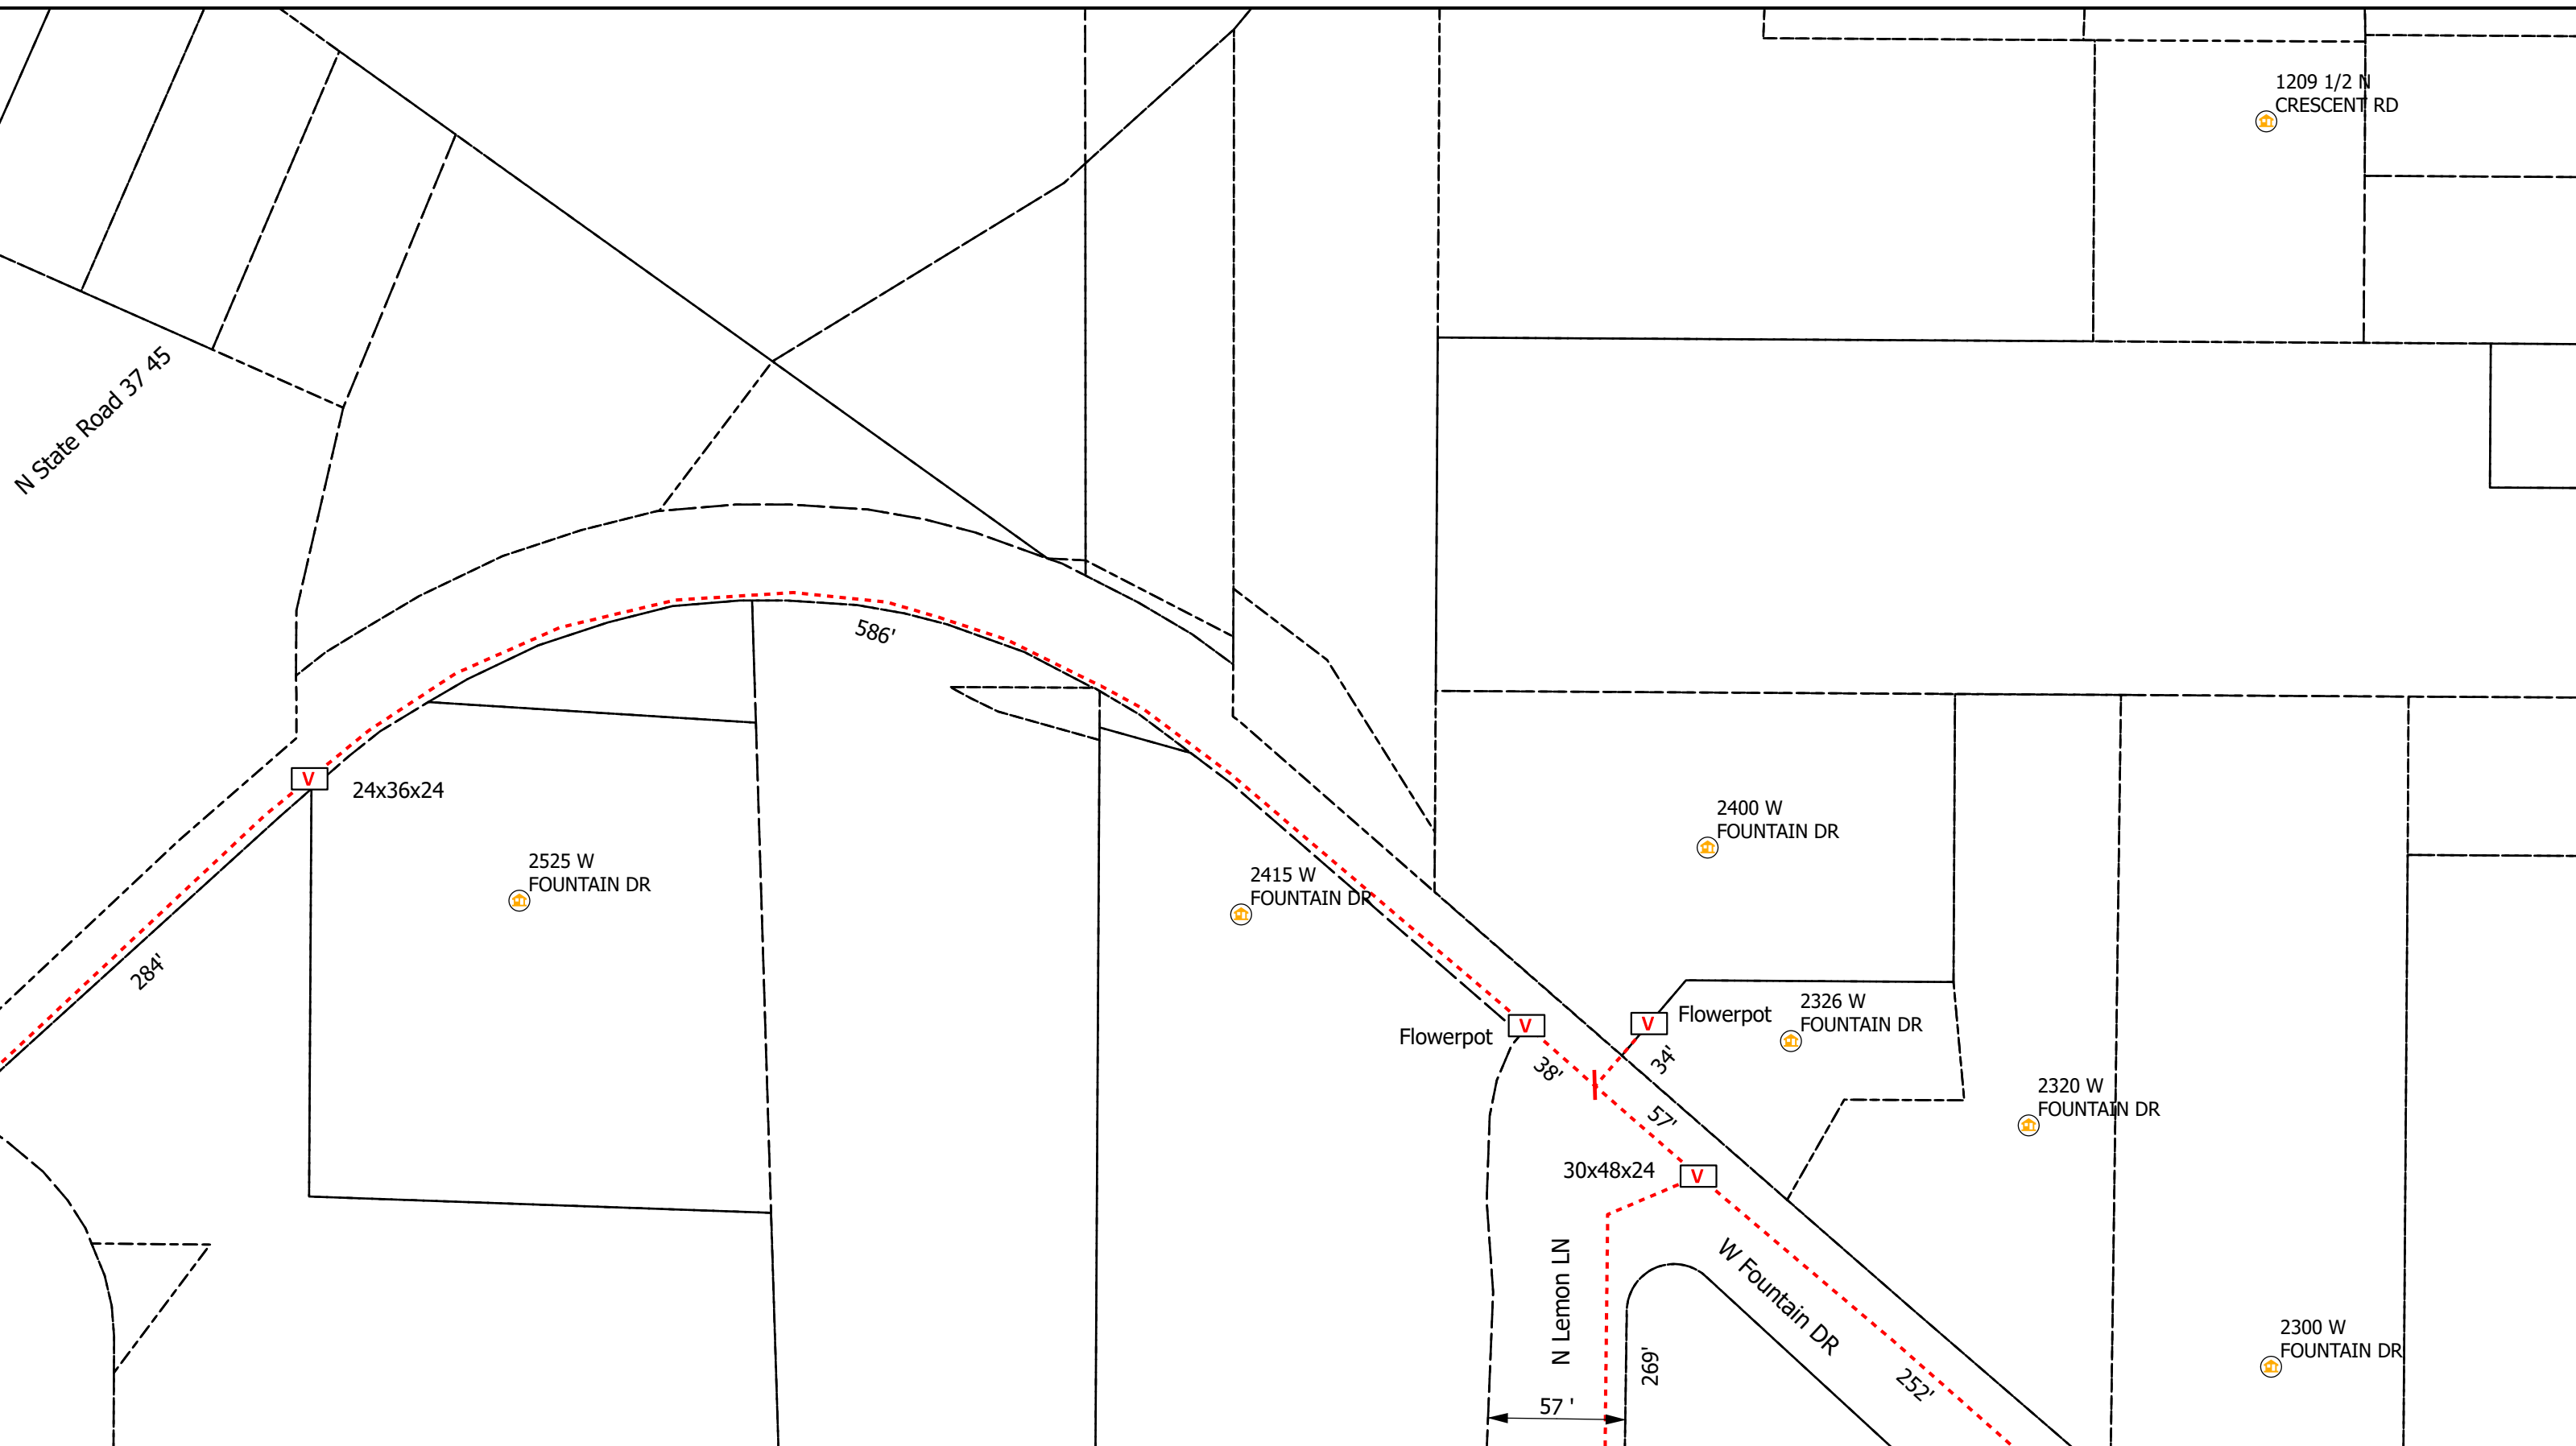 1209 1/2 N
CRESCENT RD
N State Road 37 45
586'
V
24x36x24
2400 W
FOUNTAIN DR
2525 W
FOUNTAIN DR
2415 W
FOUNTAIN DR
284'
V
Flowerpot
V
Flowerpot
2326 W
FOUNTAIN DR
38'
34'
57'
2320 W
FOUNTAIN DR
30x48x24
V
N Lemon LN
W Fountain DR
269'
252'
2300 W
FOUNTAIN DR
57 '